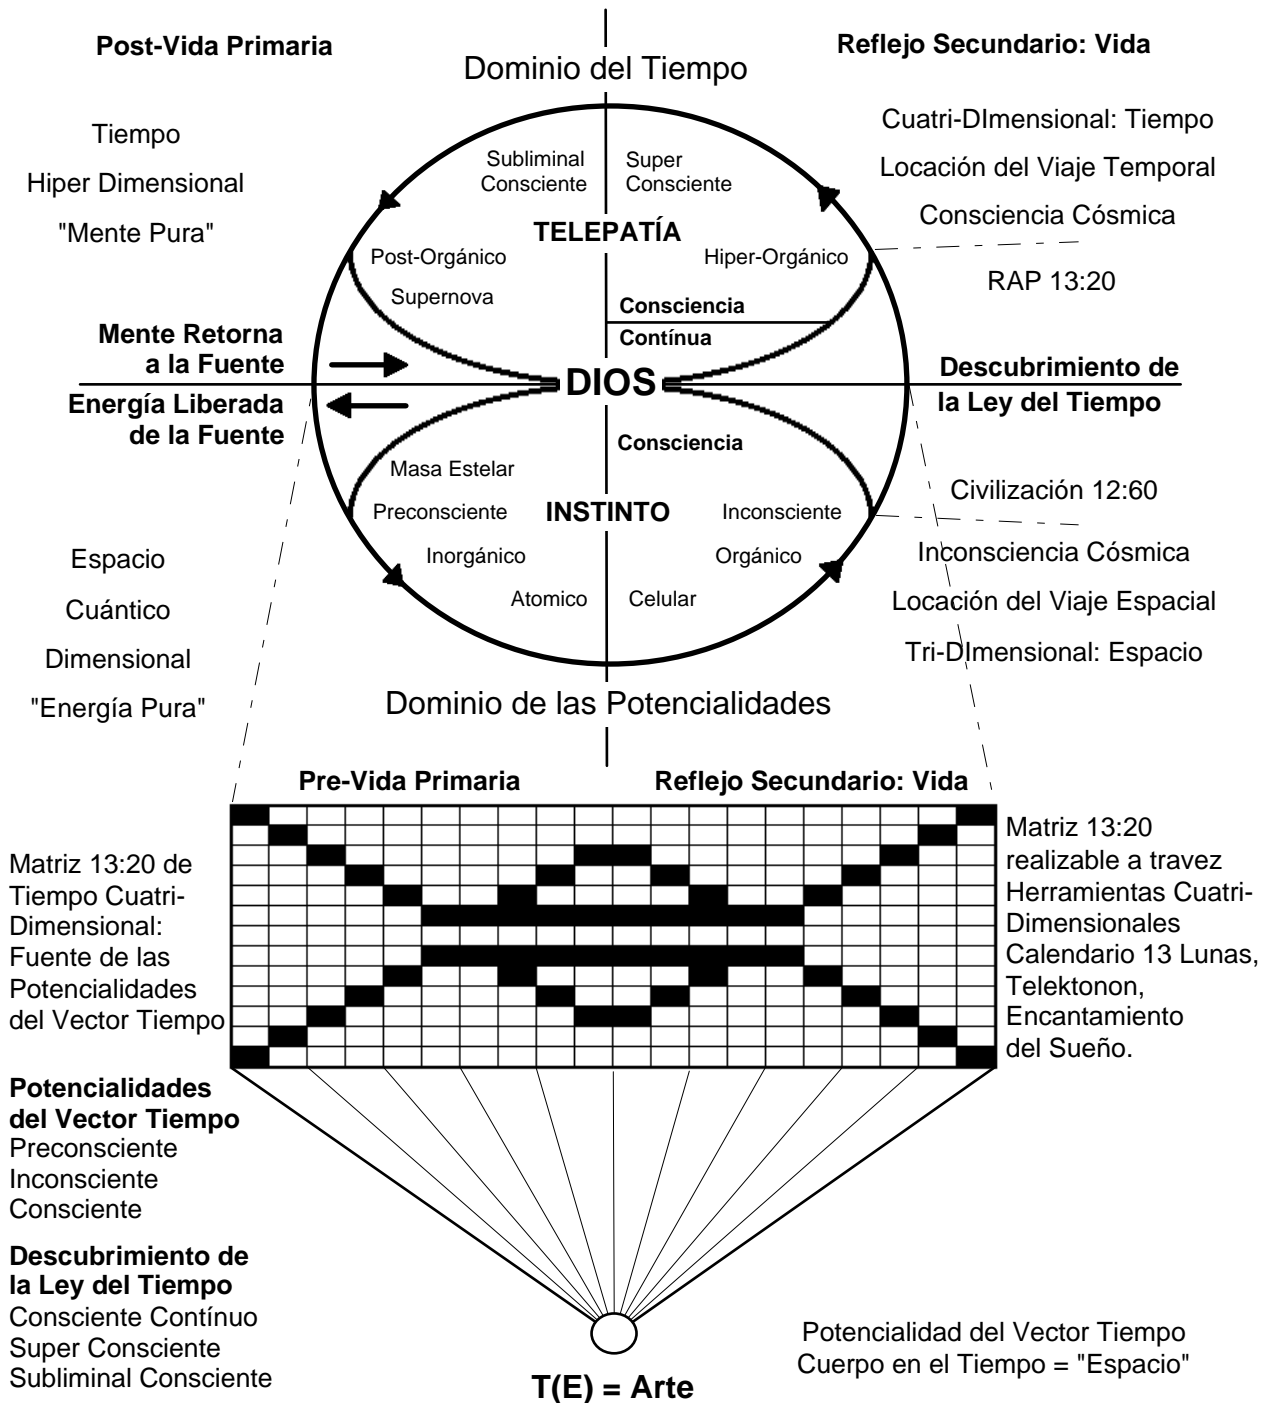 Post-Vida Primaria
Dominio del Tiempo
Reflejo Secundario: Vida
Tiempo
Hiper Dimensional
"Mente Pura"
Subliminal
Consciente
Super
Consciente
TELEPATÍA
Post-Orgánico
Supernova
Hiper-Orgánico
Consciencia
Contínua
Cuatri-DImensional: Tiempo
Locación del Viaje Temporal
Consciencia Cósmica
RAP 13:20
Mente Retorna
a la Fuente
Energía Liberada
de la Fuente
DIOS
Descubrimiento de
la Ley del Tiempo
Consciencia
Masa Estelar
Preconsciente
INSTINTO
Inconsciente
Inorgánico
Orgánico
Atomico
Celular
Civilización 12:60
Inconsciencia Cósmica
Locación del Viaje Espacial
Tri-DImensional: Espacio
Espacio
Cuántico
Dimensional
"Energía Pura"
Dominio de las Potencialidades
Pre-Vida Primaria
Reflejo Secundario: Vida
Matriz 13:20 de
Tiempo Cuatri-
Dimensional:
Fuente de las
Potencialidades
del Vector Tiempo
Matriz 13:20
realizable a travez
Herramientas Cuatri-
Dimensionales
Calendario 13 Lunas,
Telektonon,
Encantamiento
del Sueño.
Potencialidades
del Vector Tiempo
Preconsciente
Inconsciente
Consciente
Descubrimiento de
la Ley del Tiempo
Consciente Contínuo
Super Consciente
Subliminal Consciente
T(E) = Arte
Potencialidad del Vector Tiempo
Cuerpo en el Tiempo = "Espacio"